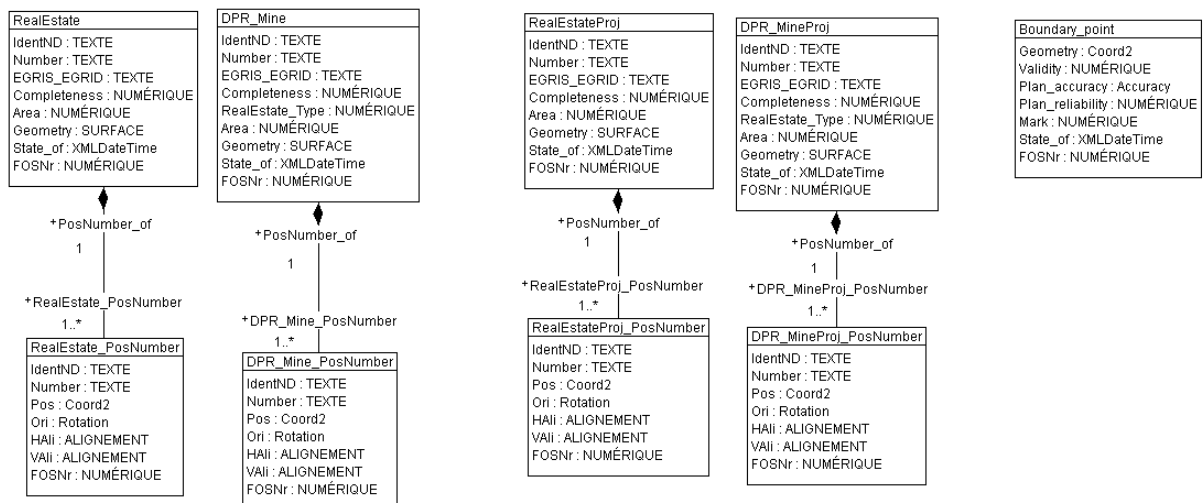 RealEstate
IdentND : TEXTE
Number : TEXTE
EGRIS_EGRID : TEXTE
Completeness : NUMÉRIQUE
Area : NUMÉRIQUE
Geometry : SURFACE
State_of : XMLDateTime
FOSNr : NUMÉRIQUE
+PosNumber_of
1
+RealEstate_PosNumber
1..*
RealEstate_PosNumber
IdentND : TEXTE
Number : TEXTE
Pos : Coord2
Ori : Rotation
HAli : ALIGNEMENT
VAli : ALIGNEMENT
FOSNr : NUMÉRIQUE
DPR_Mine
IdentND : TEXTE
Number : TEXTE
EGRIS_EGRID : TEXTE
Completeness : NUMÉRIQUE
RealEstate_Type : NUMÉRIQUE
Area : NUMÉRIQUE
Geometry : SURFACE
State_of : XMLDateTime
FOSNr : NUMÉRIQUE
+PosNumber_of
1
+DPR_Mine_PosNumber
1..*
DPR_Mine_PosNumber
IdentND : TEXTE
Number : TEXTE
Pos : Coord2
Ori : Rotation
HAli : ALIGNEMENT
VAli : ALIGNEMENT
FOSNr : NUMÉRIQUE
RealEstateProj
IdentND : TEXTE
Number : TEXTE
EGRIS_EGRID : TEXTE
Completeness : NUMÉRIQUE
Area : NUMÉRIQUE
Geometry : SURFACE
State_of : XMLDateTime
FOSNr : NUMÉRIQUE
+PosNumber_of
1
+RealEstateProj_PosNumber
1..*
RealEstateProj_PosNumber
IdentND : TEXTE
Number : TEXTE
Pos : Coord2
Ori : Rotation
HAli : ALIGNEMENT
VAli : ALIGNEMENT
FOSNr : NUMÉRIQUE
DPR_MineProj
IdentND : TEXTE
Number : TEXTE
EGRIS_EGRID : TEXTE
Completeness : NUMÉRIQUE
RealEstate_Type : NUMÉRIQUE
Area : NUMÉRIQUE
Geometry : SURFACE
State_of : XMLDateTime
FOSNr : NUMÉRIQUE
+PosNumber_of
1
+DPR_MineProj_PosNumber
1..*
DPR_MineProj_PosNumber
IdentND : TEXTE
Number : TEXTE
Pos : Coord2
Ori : Rotation
HAli : ALIGNEMENT
VAli : ALIGNEMENT
FOSNr : NUMÉRIQUE
Boundary_point
Geometry : Coord2
Validity : NUMÉRIQUE
Plan_accuracy : Accuracy
Plan_reliability : NUMÉRIQUE
Mark : NUMÉRIQUE
State_of : XMLDateTime
FOSNr : NUMÉRIQUE